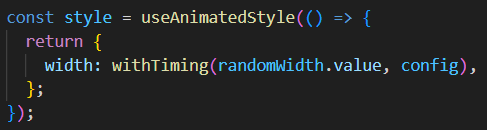 const style = useAnimatedStyle(() => {
  return {
    width: withTiming(randomWidth.value, config),
  };
});